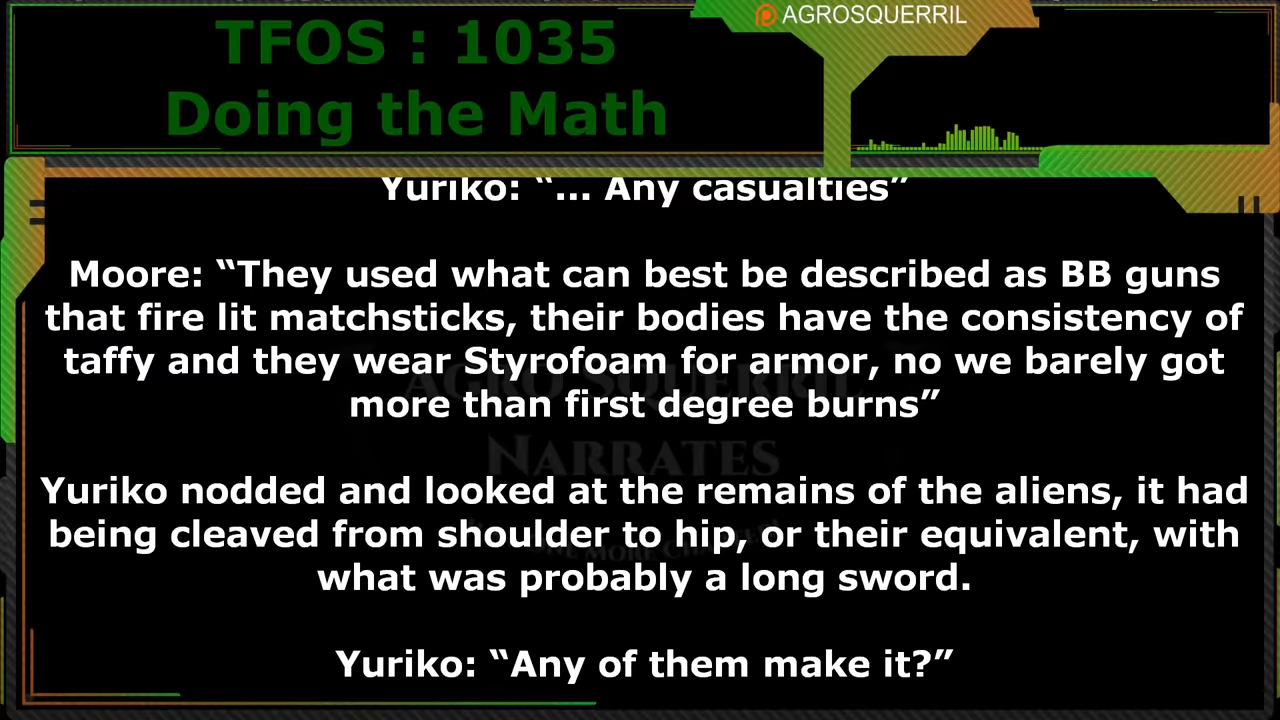 TFOS : 1035
Doing the Math
AGROSQUERRIL
Yuriko: “... Any casualties”
Moore: “They used what can best be described as BB guns
that fire lit matchsticks, their bodies have the consistency of
taffy and they wear Styrofoam for armor, no we barely got
more than first degree burns”
AGRO SQUERRIL
NARRATES
Yuriko nodded and looked at the remains of the aliens, it had
being cleaved from shoulder to hip, or their equivalent, with
what was probably a long sword.
Yuriko: “Any of them make it?”